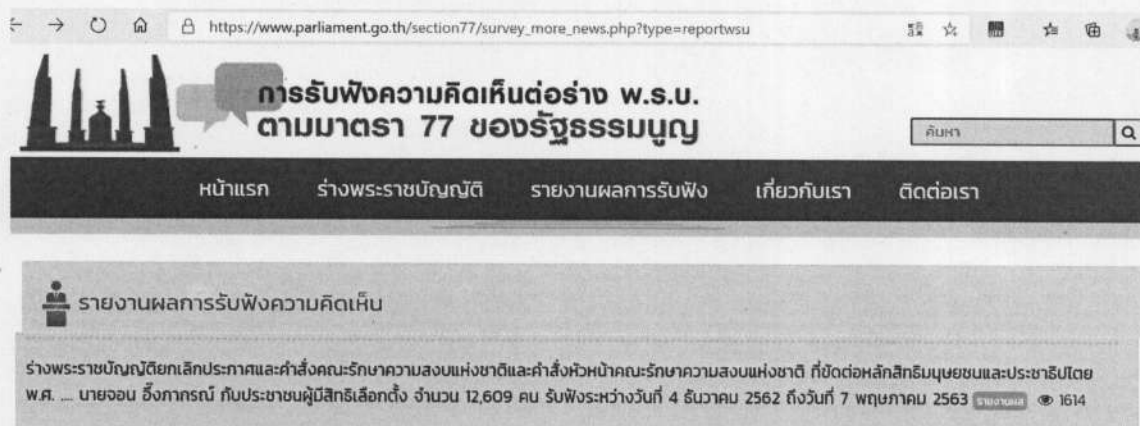 https://www.parliament.go.th/section77/survey_more_news.php?type=reportwsu
การรับฟังความคิดเห็นต่อร่าง พ.ร.บ.
ตามมาตรา 77 ของรัฐธรรมนูญ
ค้นหา
หน้าแรก ร่างพระราชบัญญัติ รายงานผลการรับฟัง เกี่ยวกับเรา ติดต่อเรา
รายงานผลการรับฟังความคิดเห็น
ร่างพระราชบัญญัติยกเลิกประกาศและคำสั่งคณะรักษาความสงบแห่งชาติและคำสั่งหัวหน้าคณะรักษาความสงบแห่งชาติ ที่ขัดต่อหลักสิทธิมนุษยชนและประชาธิปไตย
พ.ศ. .... นายจอน อึ๊งภากรณ์ กับประชาชนผู้มีสิทธิเลือกตั้ง จำนวน 12,609 คน รับฟังระหว่างวันที่ 4 ธันวาคม 2562 ถึงวันที่ 7 พฤษภาคม 2563 รายงานผล 1614